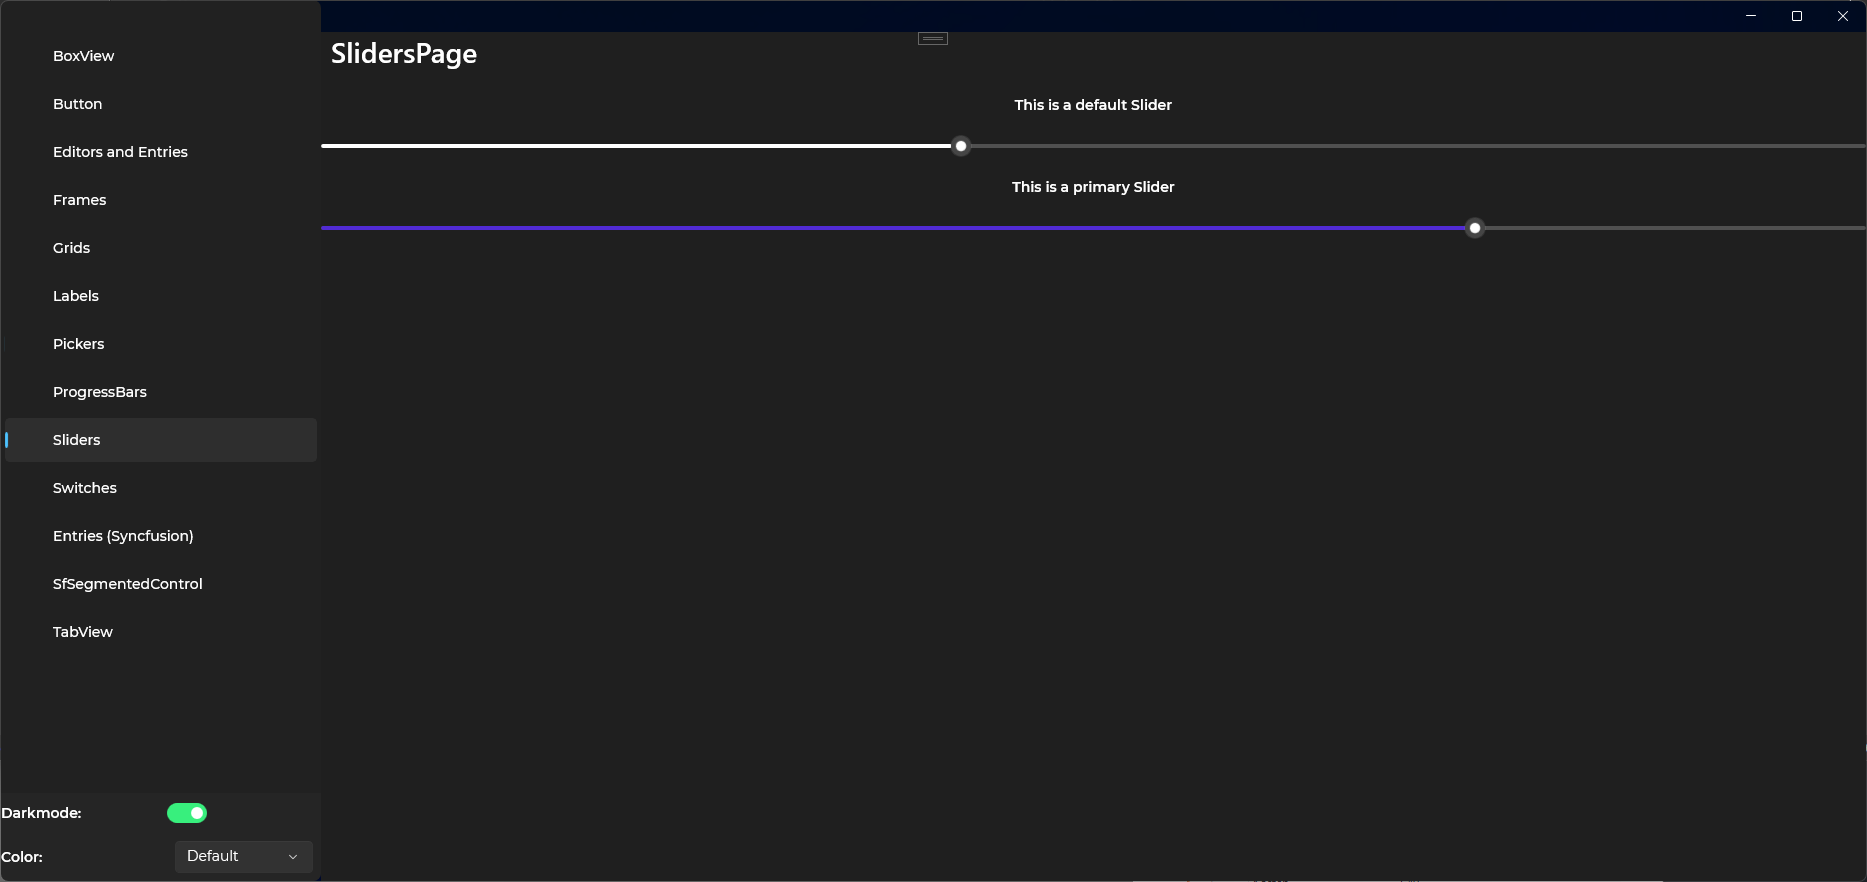 BoxView
Button
Editors and Entries
Frames
Grids
Labels
Pickers
ProgressBars
Sliders
Switches
Entries (Syncfusion)
SfSegmentedControl
TabView
Darkmode:
Color:
Default
SlidersPage
This is a default Slider
This is a primary Slider